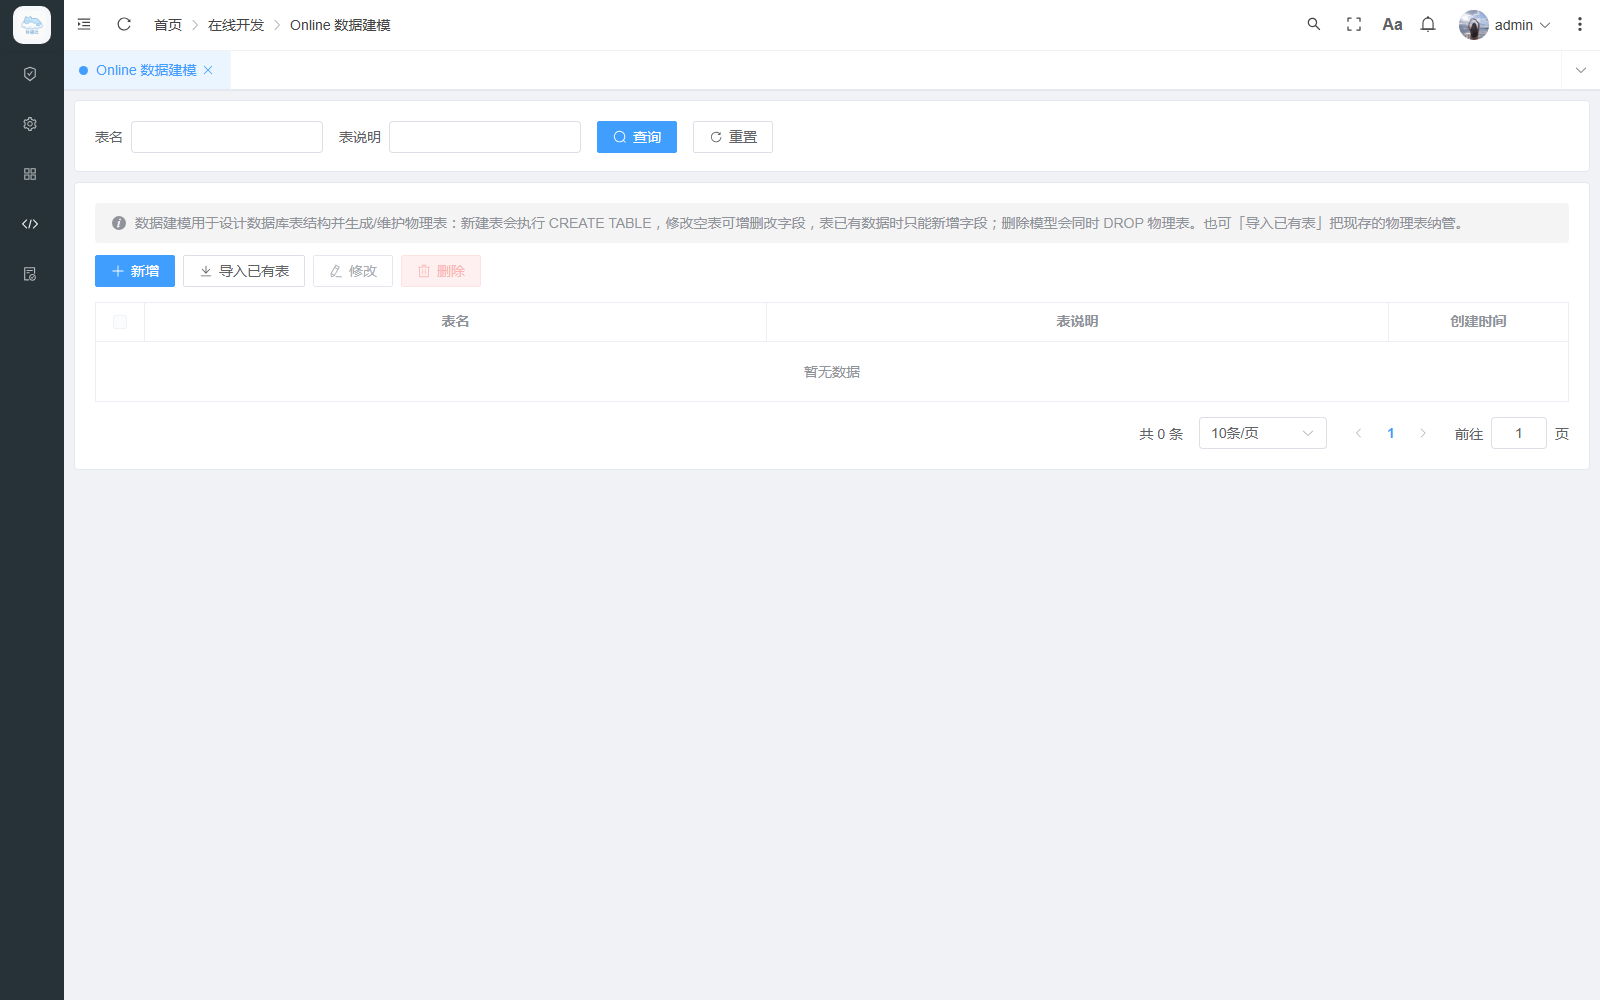 首页 > 在线开发 > Online 数据建模
Aa
admin
Online 数据建模
表名
表说明
查询
重置
数据建模用于设计数据库表结构并生成/维护物理表：新建表会执行 CREATE TABLE，修改空表可增删改字段，表已有数据时只能新增字段；删除模型会同时 DROP 物理表。也可「导入已有表」把现存的物理表纳管。
新增
导入已有表
修改
删除
表名
表说明
创建时间
暂无数据
共 0 条
10条/页
1
前往
1
页